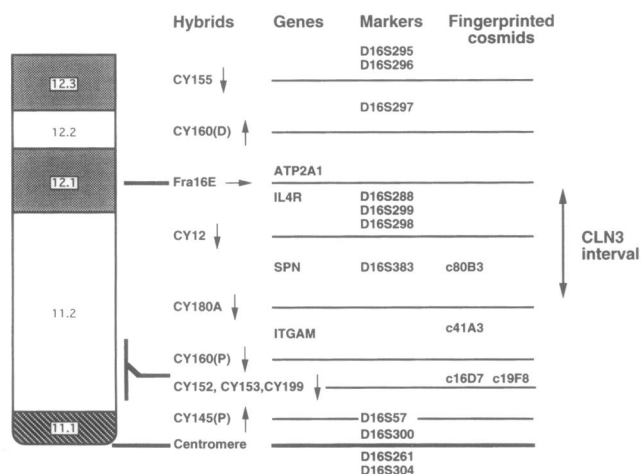 Hybrids Genes Markers Fingerprinted
cosmids
D16S295
D16S296
12.3 CY155
D16S297
12.2 CY160(D)
ATP2A1
12.1 Fra16E
IL4R D16S288
D16S299
D16S298
CY12
CLN3
interval
SPN D16S383 c80B3
CY180A
11.2
ITGAM c41A3
CY160(P)
c16D7 c19F8
CY152, CY153,CY199
11.1 CY145(P) D16S57
D16S300
Centromere
D16S261
D16S304